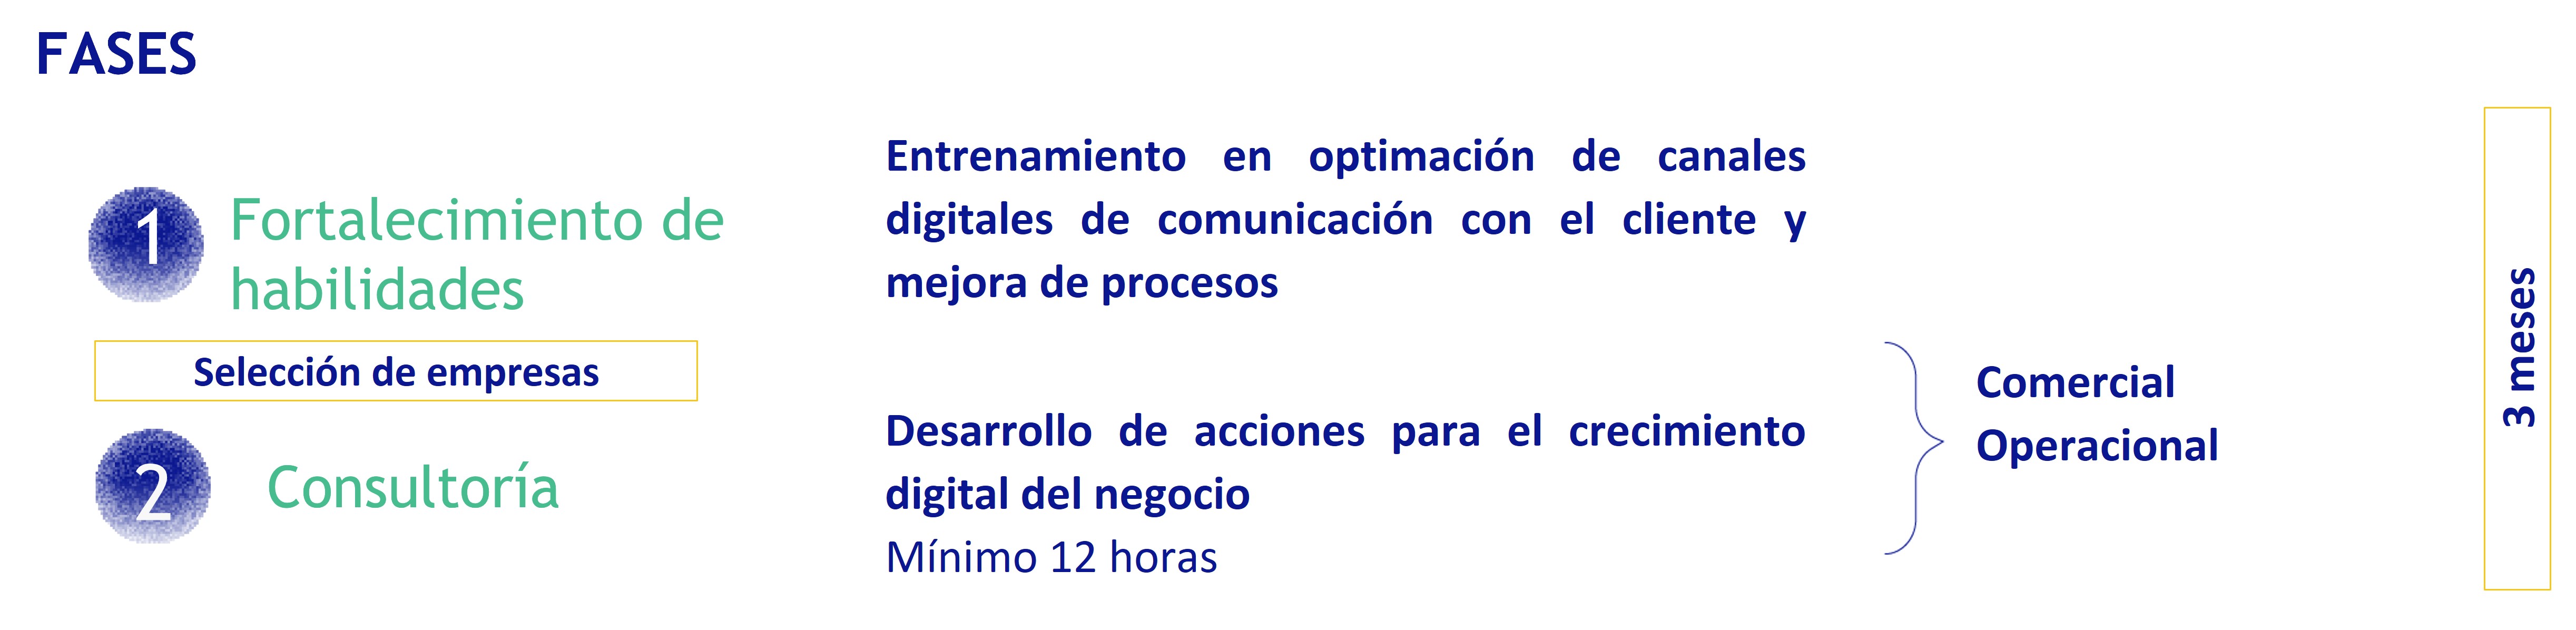 FASES
1
Fortalecimiento de
habilidades
Entrenamiento en optimación de canales
digitales de comunicación con el cliente y
mejora de procesos
Selección de empresas
2
Consultoría
Desarrollo de acciones para el crecimiento
digital del negocio
Mínimo 12 horas
Comercial
Operacional
3 meses